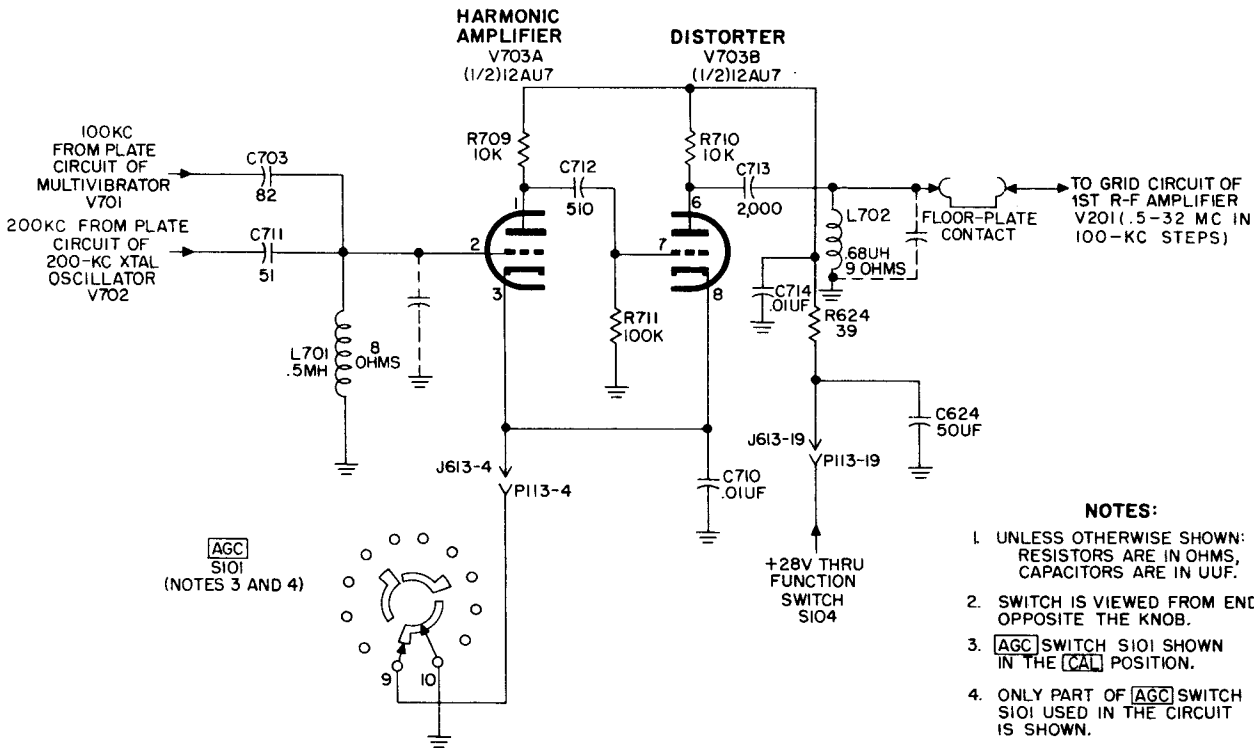 HARMONIC
AMPLIFIER
V703A
(1/2)12AU7
DISTORTER
V703B
(1/2)12AU7
100KC
FROM PLATE
CIRCUIT OF
MULTIVIBRATOR
V701
C703
82
200KC FROM PLATE
CIRCUIT OF
200-KC XTAL
OSCILLATOR
V702
C711
51
R709
10K
C712
510
R710
10K
C713
2,000
1
2
3
6
7
8
L702
.68UH
9 OHMS
FLOOR-PLATE
CONTACT
TO GRID CIRCUIT OF
1ST R-F AMPLIFIER
V201(.5-32 MC IN
100-KC STEPS)
L701
.5MH
8
OHMS
R711
100K
C714
.01UF
R624
39
C624
50UF
J613-4
P113-4
C710
.01UF
J613-19
P113-19
+28V THRU
FUNCTION
SWITCH
S104
AGC
S101
(NOTES 3 AND 4)
9
10
NOTES:
1. UNLESS OTHERWISE SHOWN:
RESISTORS ARE IN OHMS,
CAPACITORS ARE IN UUF.
2. SWITCH IS VIEWED FROM END
OPPOSITE THE KNOB.
3. AGC SWITCH S101 SHOWN
IN THE CAL POSITION.
4. ONLY PART OF AGC SWITCH
S101 USED IN THE CIRCUIT
IS SHOWN.